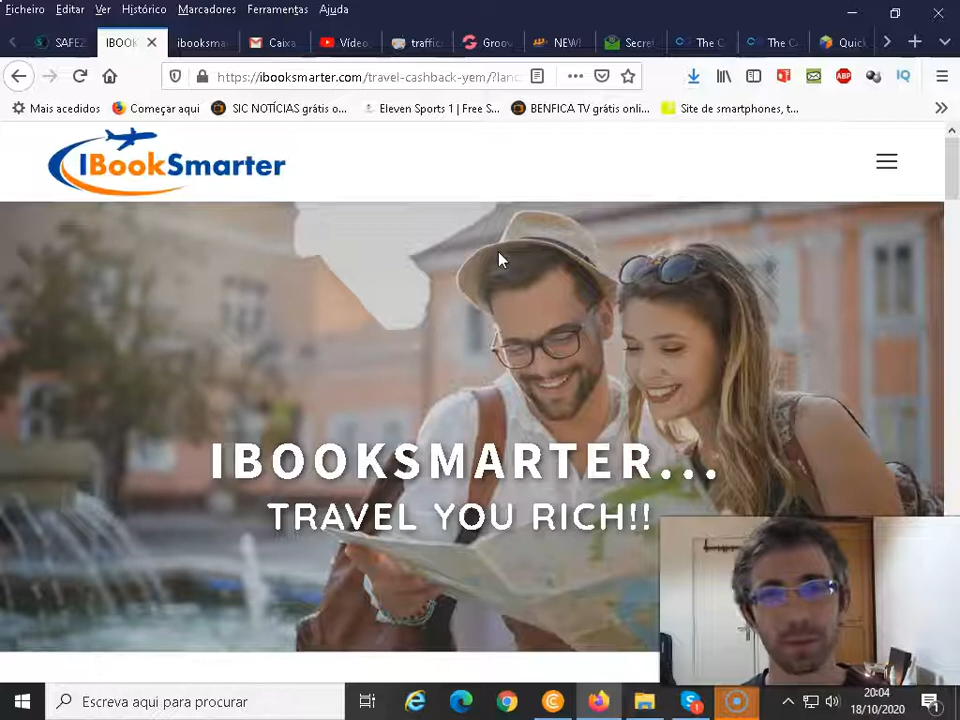 Ficheiro Editar Ver Histórico Marcadores Ferramentas Ajuda
SAFEZ IBOOK ibooksma Caixa Vídeo traffic Groov NEW! Secret The C The C Quick
https://ibooksmarter.com/travel-cashback-yem/?lanc
ABP IQ
Mais acedidos Começar aqui SIC NOTÍCIAS grátis o... Eleven Sports 1 | Free S... BENFICA TV grátis onli... Site de smartphones, t...
IBookSmarter
IBOOKSMARTER...
TRAVEL YOU RICH!!
Escreva aqui para procurar
20:04
18/10/2020